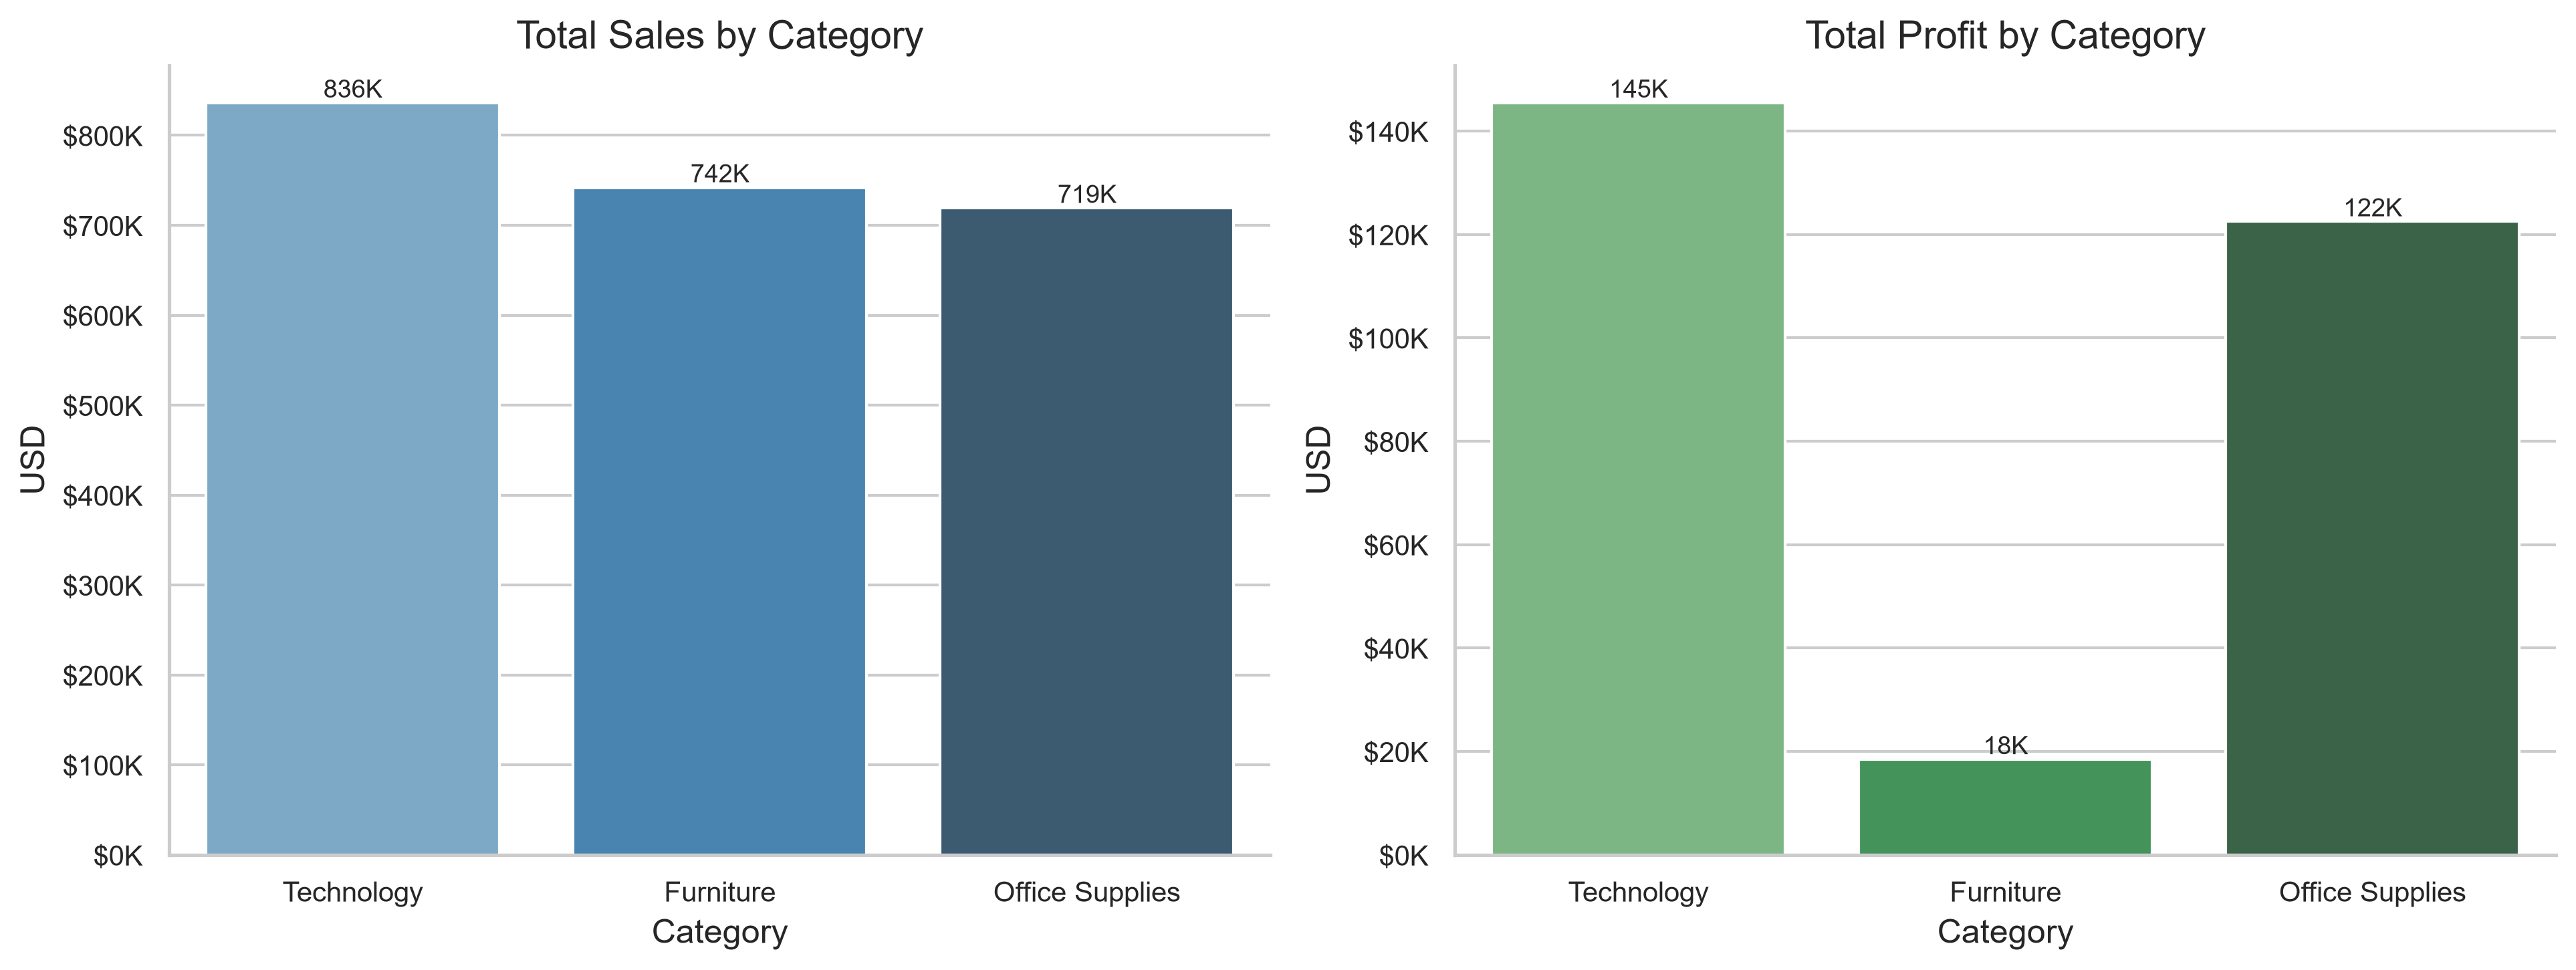 Total Sales by Category
836K
742K
719K
$800K
$700K
$600K
$500K
$400K
$300K
$200K
$100K
$0K
USD
Technology
Furniture
Office Supplies
Category
Total Profit by Category
145K
18K
122K
$140K
$120K
$100K
$80K
$60K
$40K
$20K
$0K
USD
Technology
Furniture
Office Supplies
Category